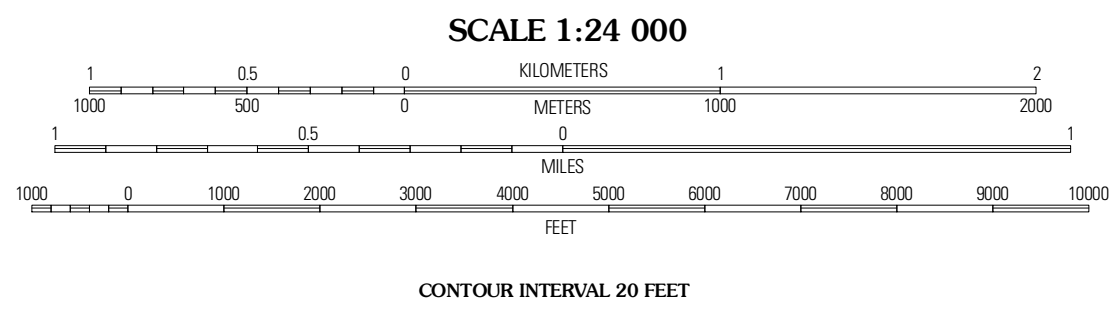 SCALE 1:24 000
1 0.5 0 KILOMETERS 1 2
1000 500 0 METERS 1000 2000
1 0.5 0 1
MILES
1000 0 1000 2000 3000 4000 5000 6000 7000 8000 9000 10000
FEET
CONTOUR INTERVAL 20 FEET